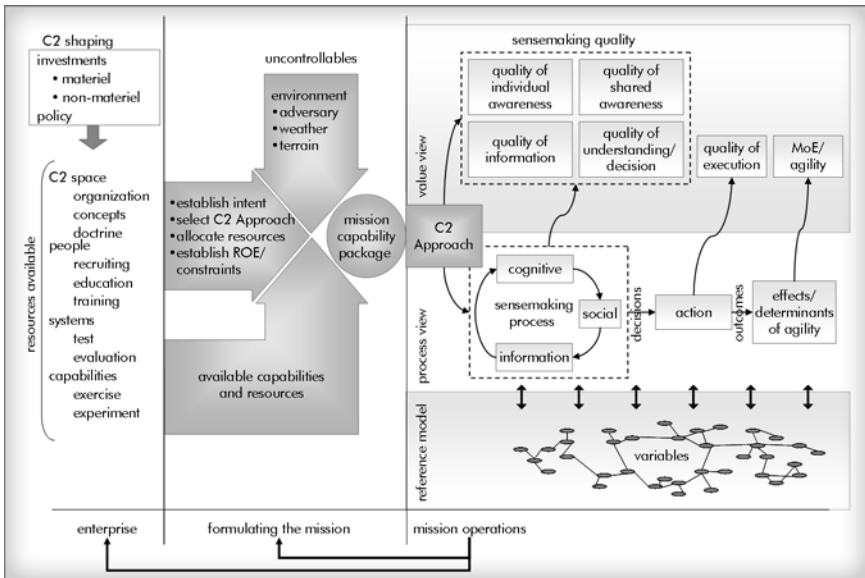 C2 shaping
investments
• materiel
• non-materiel
policy
resources available
C2 space
organization
concepts
doctrine
people
recruiting
education
training
systems
test
evaluation
capabilities
exercise
experiment
uncontrollables
environment
• adversary
• weather
• terrain
• establish intent
• select C2 Approach
• allocate resources
• establish ROE/
constraints
mission
capability
package
available capabilities
and resources
value view
sensemaking quality
quality of
individual
awareness
quality of
shared
awareness
quality of
information
quality of
understanding/
decision
quality of
execution
MoE/
agility
C2
Approach
process view
cognitive
sensemaking
process
social
information
decisions
action
outcomes
effects/
determinants
of agility
reference model
variables
enterprise
formulating the mission
mission operations